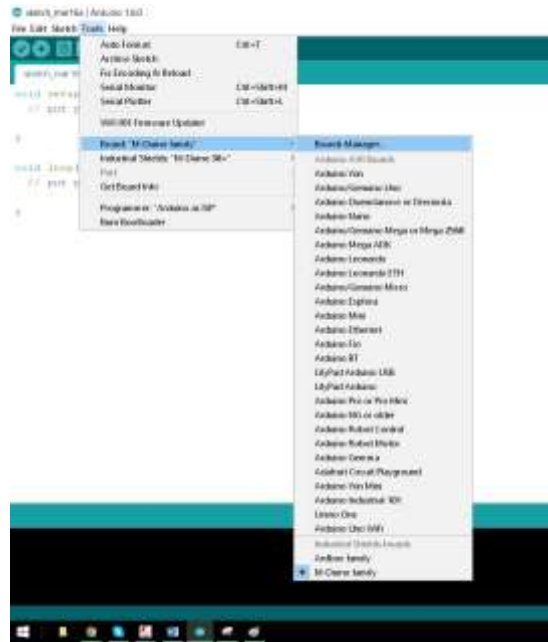 Arduino 1.8.0
File Edit Sketch Tools Help
Auto Format Ctrl+T
Archive Sketch
Fix Encoding & Reload
Serial Monitor Ctrl+Shift+M
Serial Plotter Ctrl+Shift+L
WiFi101 Firmware Updater
Board: "M-Duino family"
Industrial Shields: "M-Duino
Port
Get Board Info
Programmer: "Arduino as ISP"
Burn Bootloader
void setup
// put
}
void loop
// put
}
Boards Manager...
Arduino AVR Boards
Arduino Yún
Arduino/Genuino Uno
Arduino Duemilanove or Diecimila
Arduino Nano
Arduino/Genuino Mega or Mega 2560
Arduino Mega ADK
Arduino Leonardo
Arduino Leonardo ETH
Arduino/Genuino Micro
Arduino Esplora
Arduino Mini
Arduino Ethernet
Arduino Fio
Arduino BT
LilyPad Arduino USB
LilyPad Arduino
Arduino Pro or Pro Mini
Arduino NG or older
Arduino Robot Control
Arduino Robot Motor
Arduino Gemma
Adafruit Circuit Playground
Arduino Yún Mini
Arduino Industrial 101
Linino One
Arduino Uno WiFi
Industrial Shields boards
Ardbox family
M-Duino family